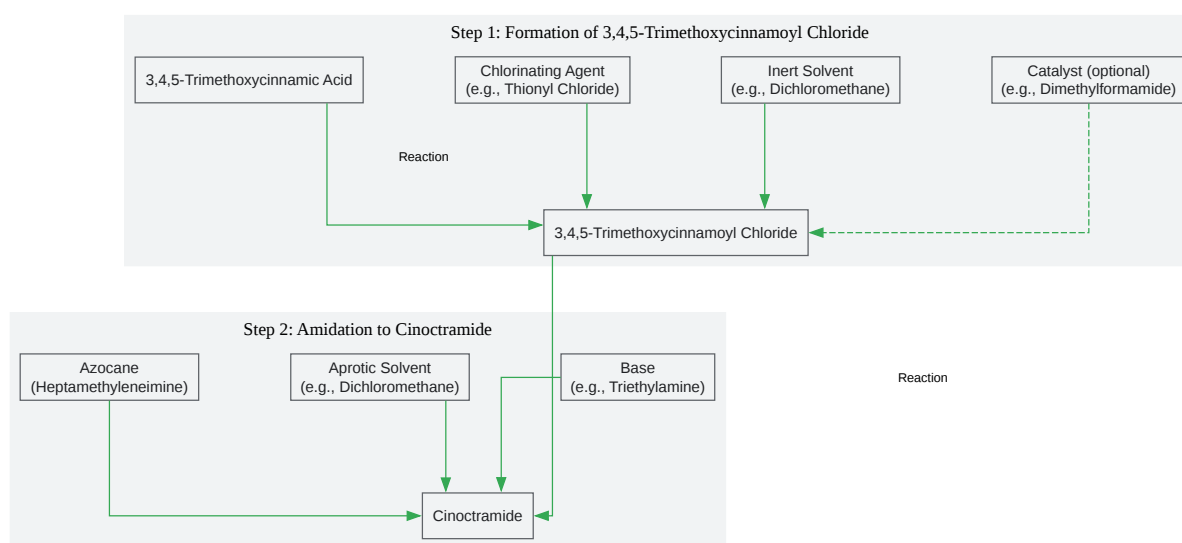 Step 1: Formation of 3,4,5-Trimethoxycinnamoyl Chloride
3,4,5-Trimethoxycinnamic Acid
Chlorinating Agent
(e.g., Thionyl Chloride)
Inert Solvent
(e.g., Dichloromethane)
Catalyst (optional)
(e.g., Dimethylformamide)
Reaction
3,4,5-Trimethoxycinnamoyl Chloride
Step 2: Amidation to Cinoctramide
Azocane
(Heptamethyleneimine)
Aprotic Solvent
(e.g., Dichloromethane)
Base
(e.g., Triethylamine)
Reaction
Cinoctramide